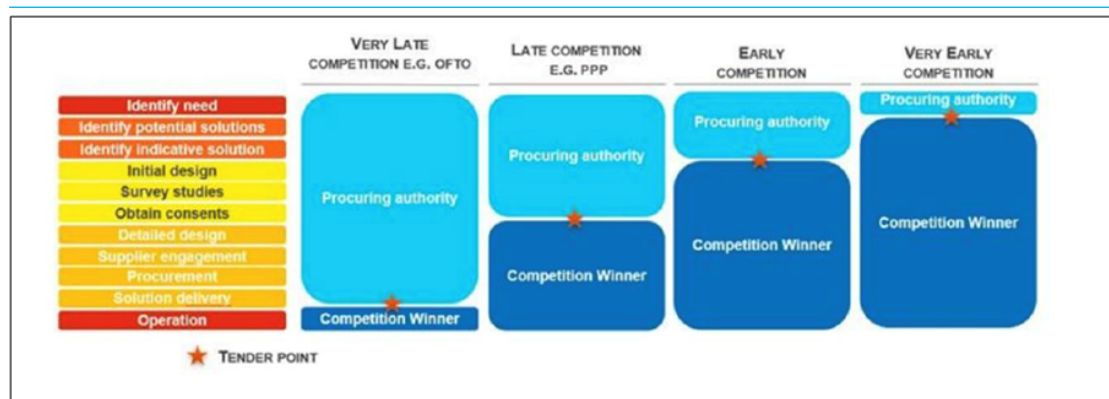 VERY LATE
COMPETITION E.G. OFTO
LATE COMPETITION
E.G. PPP
EARLY
COMPETITION
VERY EARLY
COMPETITION
Identify need
Identify potential solutions
Identify indicative solution
Initial design
Survey studies
Obtain consents
Detailed design
Supplier engagement
Procurement
Solution delivery
Operation
Procuring authority
Competition Winner
Procuring authority
Competition Winner
Procuring authority
Competition Winner
Procuring authority
Competition Winner
TENDER POINT